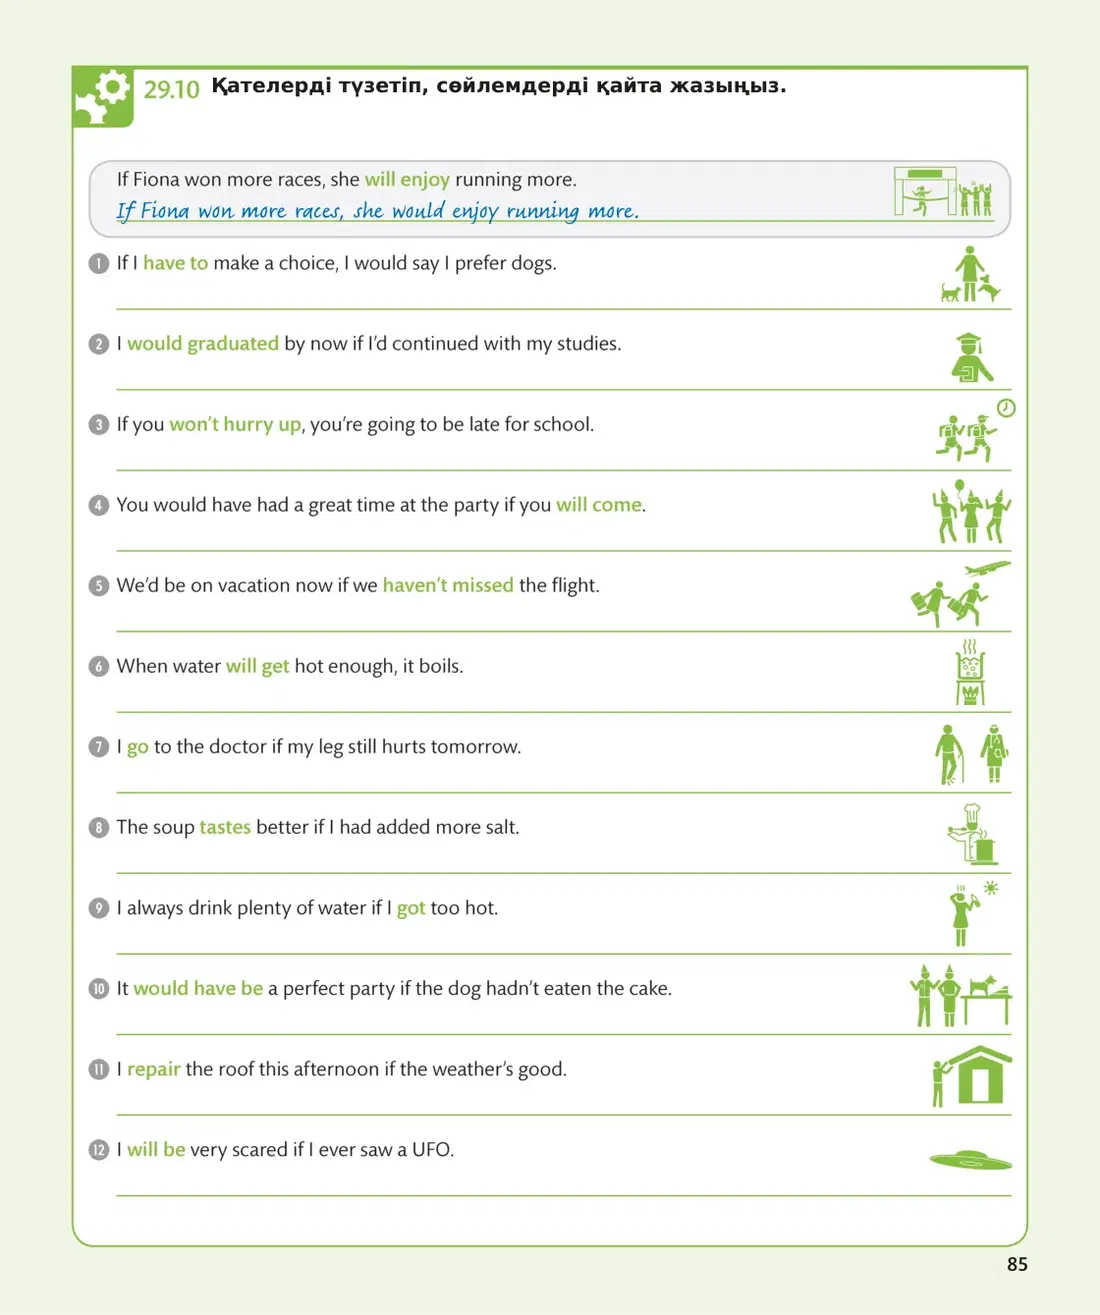 29.10 Қателерді түзетіп, сөйлемдерді қайта жазыңыз.
If Fiona won more races, she will enjoy running more.
If Fiona won more races, she would enjoy running more.
1 If I have to make a choice, I would say I prefer dogs.
2 I would graduated by now if I’d continued with my studies.
3 If you won’t hurry up, you’re going to be late for school.
4 You would have had a great time at the party if you will come.
5 We’d be on vacation now if we haven’t missed the flight.
6 When water will get hot enough, it boils.
7 I go to the doctor if my leg still hurts tomorrow.
8 The soup tastes better if I had added more salt.
9 I always drink plenty of water if I got too hot.
10 It would have be a perfect party if the dog hadn’t eaten the cake.
11 I repair the roof this afternoon if the weather’s good.
12 I will be very scared if I ever saw a UFO.
85